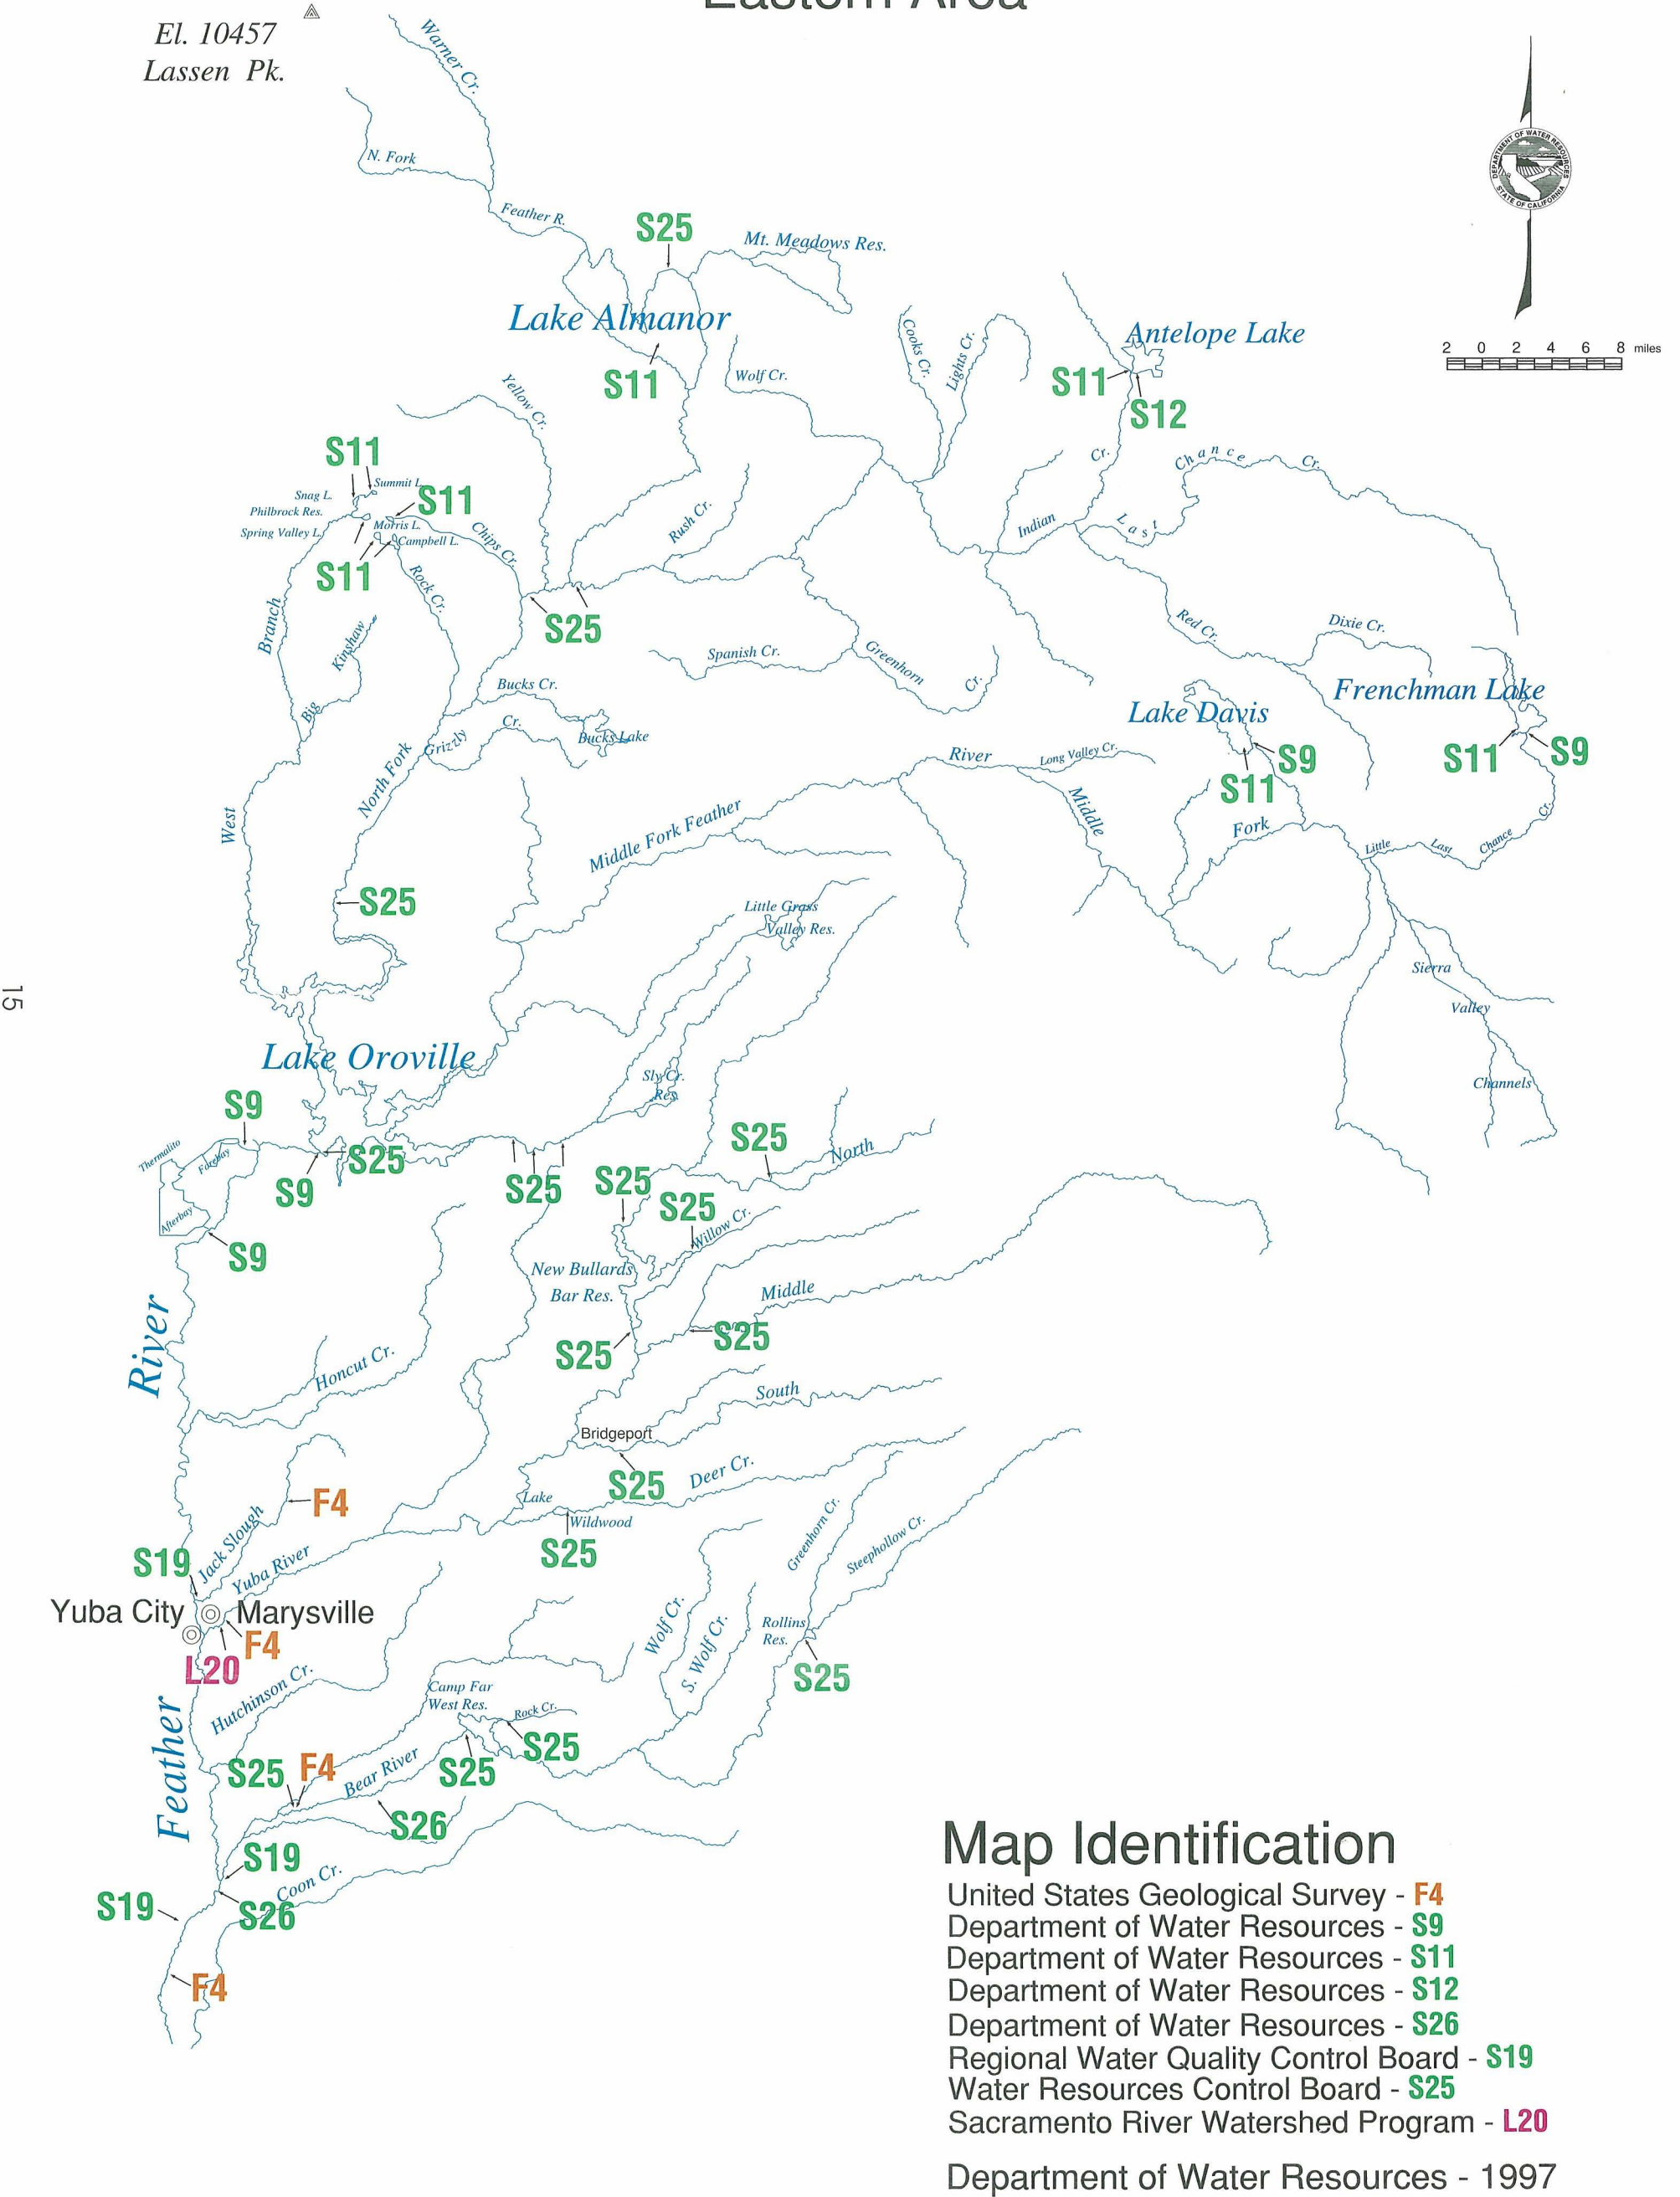 Eastern Area
El. 10457
Lassen Pk.
Warner Cr.
N. Fork
Feather R.
S25
Mt. Meadows Res.
DEPARTMENT OF WATER RESOURCES
STATE OF CALIFORNIA
Lake Almanor
S11
Wolf Cr.
Cooks Cr.
Lights Cr.
Antelope Lake
S11
S12
2 0 2 4 6 8 miles
Yellow Cr.
S11
Snag L.
Summit L.
Philbrock Res.
S11
Spring Valley L.
Morris L.
Campbell L.
S11
Chips Cr.
Rock Cr.
Rush Cr.
Indian
Cr.
Last
Chance
Cr.
S25
Branch
Kinshaw
Big
Spanish Cr.
Greenhorn
Cr.
Red Cr.
Dixie Cr.
Frenchman Lake
S11
S9
Lake Davis
S9
S11
Bucks Cr.
Cr.
Grizzly
Bucks Lake
North Fork
West
River
Long Valley Cr.
Middle
Fork
Little
Last
Chance
Cr.
Middle Fork Feather
S25
Little Grass
Valley Res.
Sierra
Valley
Channels
15
Lake Oroville
Sly Cr.
Res.
S9
Thermalito
Forebay
Afterbay
S25
S9
S9
S25
S25
S25
North
S25
Willow Cr.
New Bullards
Bar Res.
Middle
S25
S25
River
Honcut Cr.
South
Bridgeport
S25
Deer Cr.
Lake
Wildwood
S25
F4
Jack Slough
S19
Yuba River
Yuba City
Marysville
F4
L20
Greenhorn Cr.
Steephollow Cr.
Wolf Cr.
S. Wolf Cr.
Rollins
Res.
S25
Hutchinson Cr.
Camp Far
West Res.
Rock Cr.
S25
S25
Feather
S25
F4
Bear River
S26
S19
Coon Cr.
S19
S26
F4
Map Identification
United States Geological Survey - F4
Department of Water Resources - S9
Department of Water Resources - S11
Department of Water Resources - S12
Department of Water Resources - S26
Regional Water Quality Control Board - S19
Water Resources Control Board - S25
Sacramento River Watershed Program - L20
Department of Water Resources - 1997